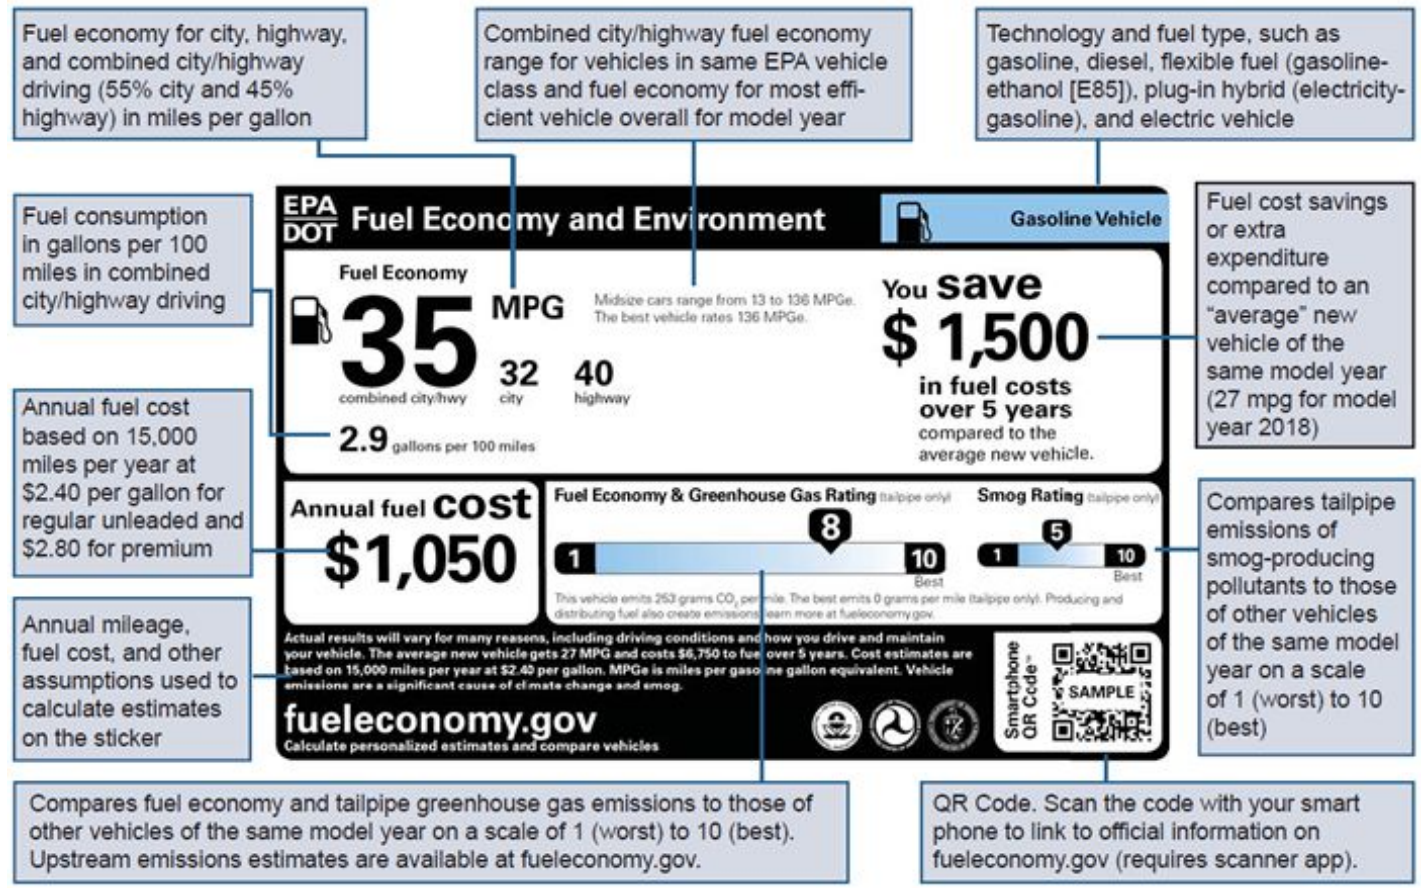 Fuel economy for city, highway,
and combined city/highway
driving (55% city and 45%
highway) in miles per gallon
Combined city/highway fuel economy
range for vehicles in same EPA vehicle
class and fuel economy for most effi-
cient vehicle overall for model year
Technology and fuel type, such as
gasoline, diesel, flexible fuel (gasoline-
ethanol [E85]), plug-in hybrid (electricity-
gasoline), and electric vehicle
Fuel consumption
in gallons per 100
miles in combined
city/highway driving
Annual fuel cost
based on 15,000
miles per year at
$2.40 per gallon for
regular unleaded and
$2.80 for premium
Annual mileage,
fuel cost, and other
assumptions used to
calculate estimates
on the sticker
EPA
DOT
Fuel Economy and Environment
Gasoline Vehicle
Fuel Economy
35
MPG
combined city/hwy
32
city
40
highway
2.9 gallons per 100 miles
Midsize cars range from 13 to 136 MPGe.
The best vehicle rates 136 MPGe.
You save
$ 1,500
in fuel costs
over 5 years
compared to the
average new vehicle.
Annual fuel cost
$1,050
Fuel Economy & Greenhouse Gas Rating (tailpipe only)
1
8
10
Best
Smog Rating (tailpipe only)
1
5
10
Best
This vehicle emits 253 grams CO₂ per mile. The best emits 0 grams per mile (tailpipe only). Producing and
distributing fuel also create emissions; learn more at fueleconomy.gov.
Actual results will vary for many reasons, including driving conditions and how you drive and maintain
your vehicle. The average new vehicle gets 27 MPG and costs $6,750 to fuel over 5 years. Cost estimates are
based on 15,000 miles per year at $2.40 per gallon. MPGe is miles per gasoline gallon equivalent. Vehicle
emissions are a significant cause of climate change and smog.
fueleconomy.gov
Calculate personalized estimates and compare vehicles
Smartphone
QR Code™
SAMPLE
Fuel cost savings
or extra
expenditure
compared to an
“average” new
vehicle of the
same model year
(27 mpg for model
year 2018)
Compares tailpipe
emissions of
smog-producing
pollutants to those
of other vehicles
of the same model
year on a scale
of 1 (worst) to 10
(best)
Compares fuel economy and tailpipe greenhouse gas emissions to those of
other vehicles of the same model year on a scale of 1 (worst) to 10 (best).
Upstream emissions estimates are available at fueleconomy.gov.
QR Code. Scan the code with your smart
phone to link to official information on
fueleconomy.gov (requires scanner app).